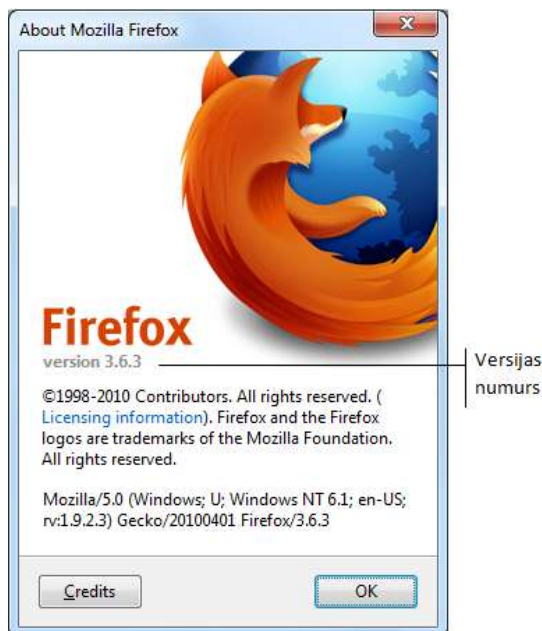 About Mozilla Firefox
Firefox
version 3.6.3
Versijas
numurs
©1998-2010 Contributors. All rights reserved. (
Licensing information). Firefox and the Firefox
logos are trademarks of the Mozilla Foundation.
All rights reserved.
Mozilla/5.0 (Windows; U; Windows NT 6.1; en-US;
rv:1.9.2.3) Gecko/20100401 Firefox/3.6.3
Credits
OK